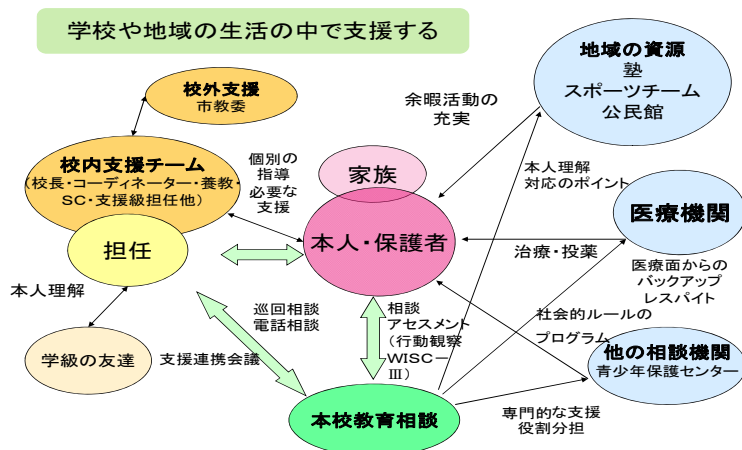 学校や地域の生活の中で支援する
校外支援
市教委
校内支援チーム
(校長・コーディネーター・養教・
SC・支援級担任他)
担任
本人理解
学級の友達
個別の
指導
必要な
支援
家族
本人・保護者
余暇活動の
充実
地域の資源
塾
スポーツチーム
公民館
本人理解
対応のポイント
医療機関
治療・投薬
医療面からの
バックアップ
レスパイト
社会的ルールの
プログラム
他の相談機関
青少年保護センター
巡回相談
電話相談
支援連携会議
相談
アセスメント
(行動観察
WISC-
Ⅲ)
本校教育相談
専門的な支援
役割分担